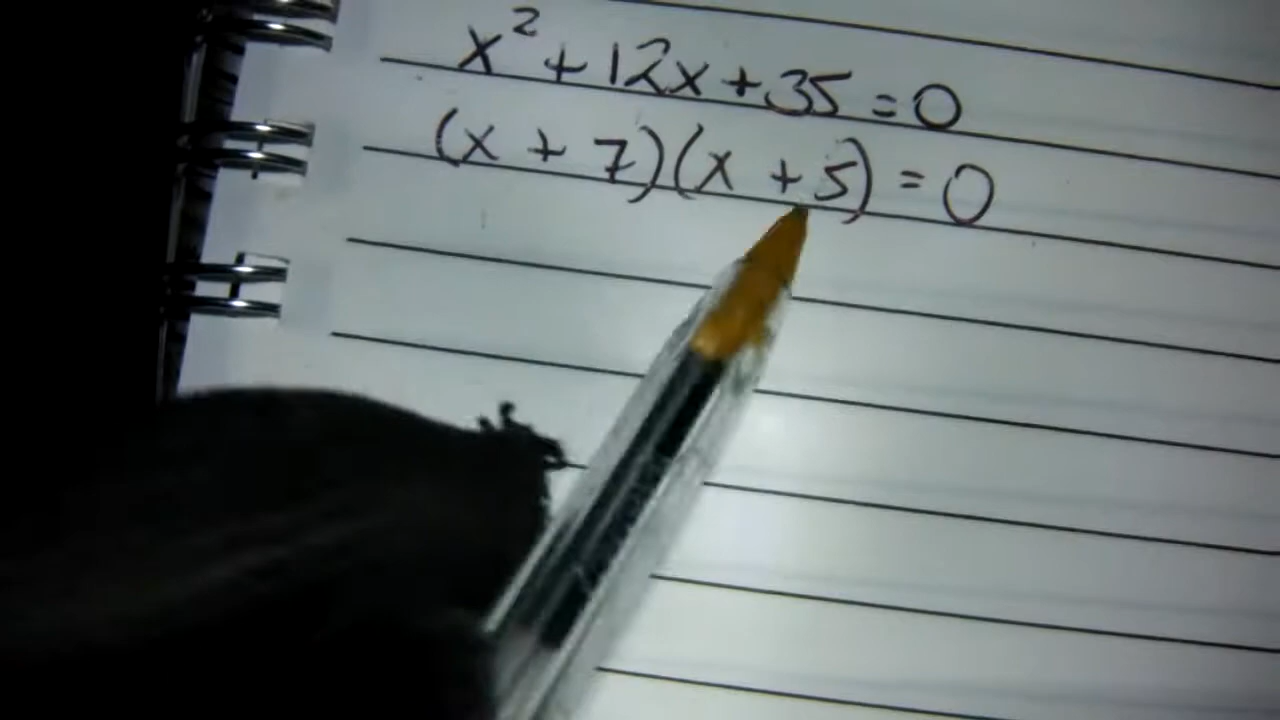 x² + 12x + 35 = 0
(x + 7)(x + 5) = 0